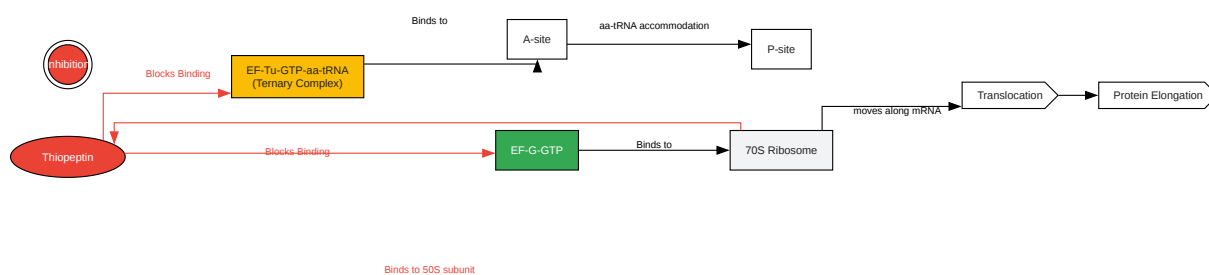 Binds to
aa-tRNA accommodation
A-site
P-site
nhibition
Blocks Binding
EF-Tu-GTP-aa-tRNA
(Ternary Complex)
Translocation
Protein Elongation
moves along mRNA
Thiopeptin
Blocks Binding
EF-G-GTP
Binds to
70S Ribosome
Binds to 50S subunit